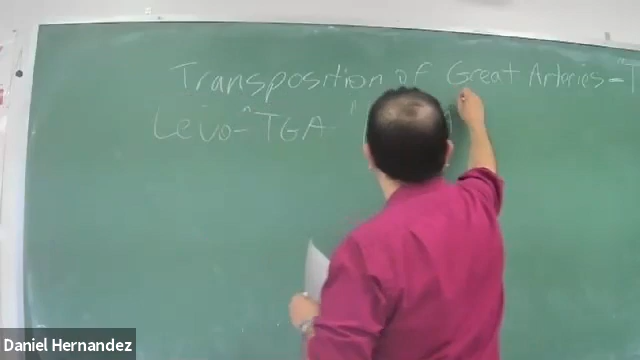 Transposition of Great Arteries - "T
Levo-"TGA
Daniel Hernandez